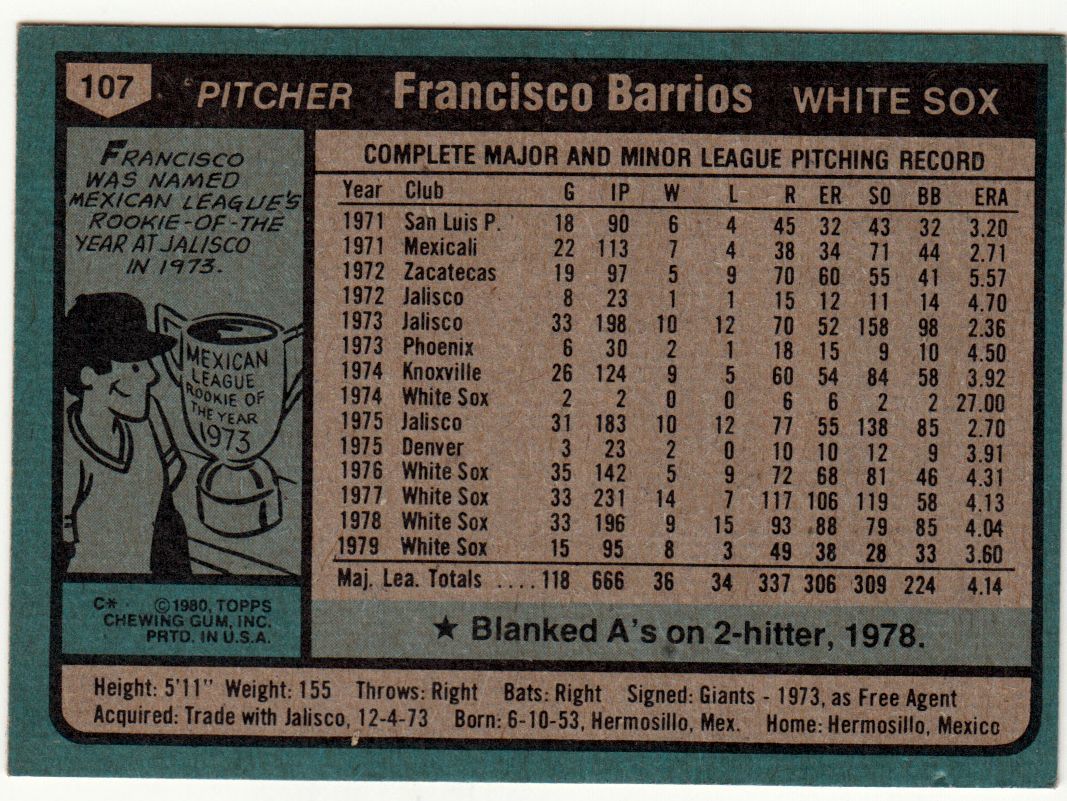 107 PITCHER Francisco Barrios WHITE SOX
FRANCISCO
WAS NAMED
MEXICAN LEAGUE'S
ROOKIE-OF-THE
YEAR AT JALISCO
IN 1973.
MEXICAN
LEAGUE
ROOKIE OF
THE YEAR
1973
C* ©1980, TOPPS
CHEWING GUM, INC.
PRTD. IN U.S.A.
COMPLETE MAJOR AND MINOR LEAGUE PITCHING RECORD
Year Club G IP W L R ER SO BB ERA
1971 San Luis P. 18 90 6 4 45 32 43 32 3.20
1971 Mexicali 22 113 7 4 38 34 71 44 2.71
1972 Zacatecas 19 97 5 9 70 60 55 41 5.57
1972 Jalisco 8 23 1 1 15 12 11 14 4.70
1973 Jalisco 33 198 10 12 70 52 158 98 2.36
1973 Phoenix 6 30 2 1 18 15 9 10 4.50
1974 Knoxville 26 124 9 5 60 54 84 58 3.92
1974 White Sox 2 2 0 0 6 6 2 2 27.00
1975 Jalisco 31 183 10 12 77 55 138 85 2.70
1975 Denver 3 23 2 0 10 10 12 9 3.91
1976 White Sox 35 142 5 9 72 68 81 46 4.31
1977 White Sox 33 231 14 7 117 106 119 58 4.13
1978 White Sox 33 196 9 15 93 88 79 85 4.04
1979 White Sox 15 95 8 3 49 38 28 33 3.60
Maj. Lea. Totals ....118 666 36 34 337 306 309 224 4.14
★ Blanked A's on 2-hitter, 1978.
Height: 5'11" Weight: 155 Throws: Right Bats: Right Signed: Giants - 1973, as Free Agent
Acquired: Trade with Jalisco, 12-4-73 Born: 6-10-53, Hermosillo, Mex. Home: Hermosillo, Mexico